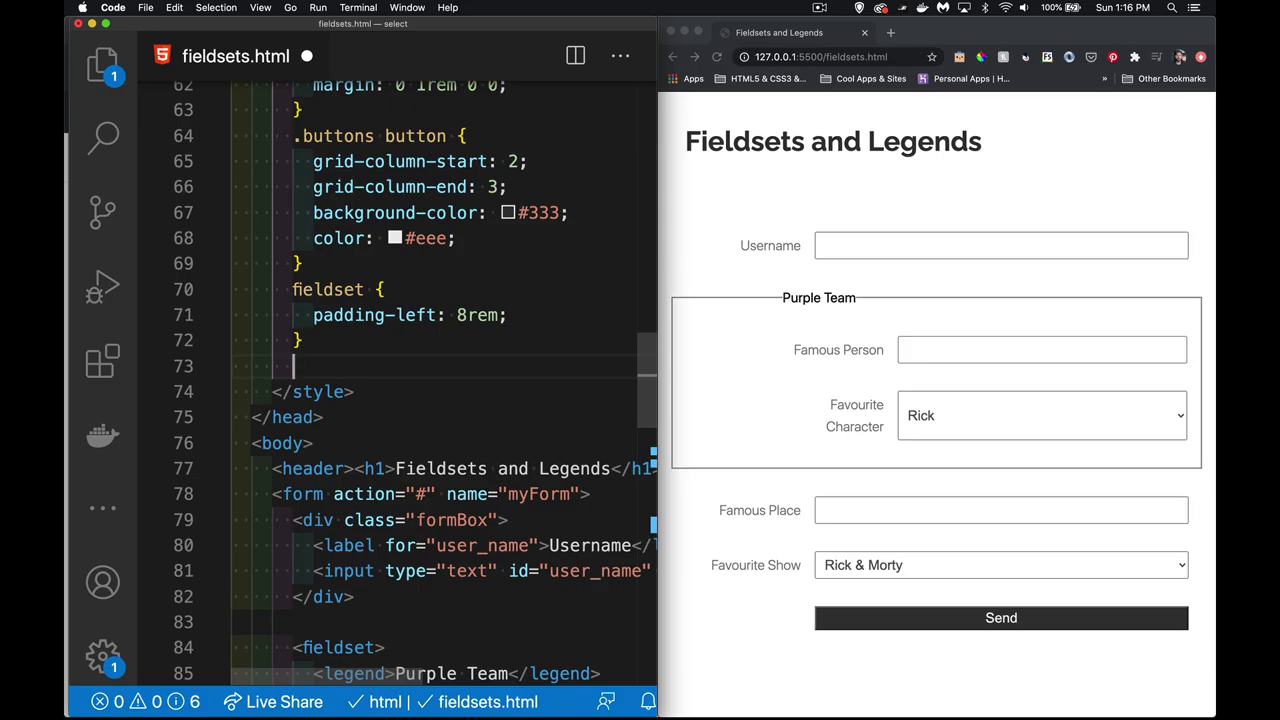 Code File Edit Selection View Go Run Terminal Window Help
100% Sun 1:16 PM
fieldsets.html — select
fieldsets.html
1
62 margin: 0 1rem 0 0;
63 }
64 .buttons button {
65 grid-column-start: 2;
66 grid-column-end: 3;
67 background-color: #333;
68 color: #eee;
69 }
70 fieldset {
71 padding-left: 8rem;
72 }
73
74 </style>
75 </head>
76 <body>
77 <header><h1>Fieldsets and Legends</h1>
78 <form action="#" name="myForm">
79 <div class="formBox">
80 <label for="user_name">Username</l
81 <input type="text" id="user_name"
82 </div>
83
84 <fieldset>
85 <legend>Purple Team</legend>
1
0 0 6 Live Share html fieldsets.html
Fieldsets and Legends
127.0.0.1:5500/fieldsets.html
Apps HTML5 & CSS3 ... Cool Apps & Sites Personal Apps (H... » Other Bookmarks
Fieldsets and Legends
Username
Purple Team
Famous Person
Favourite
Character
Rick
Famous Place
Favourite Show Rick & Morty
Send